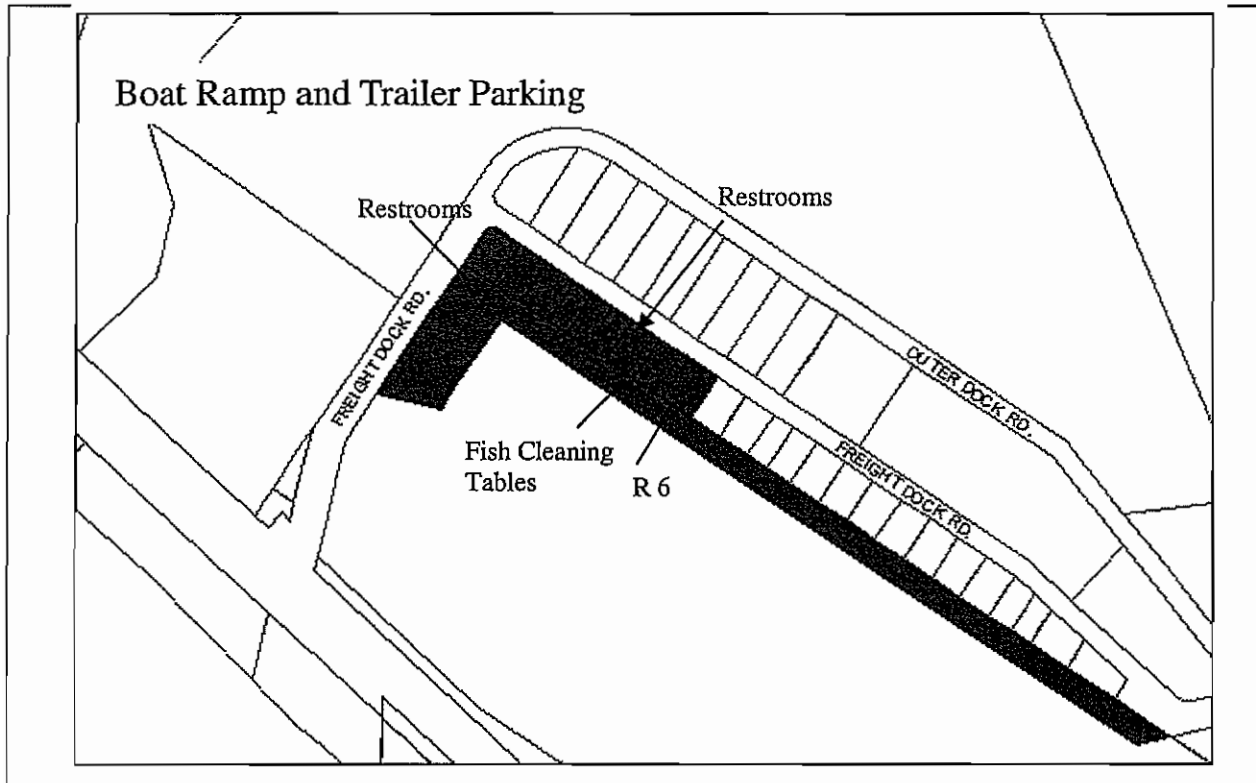 Boat Ramp and Trailer Parking
Restrooms
Restrooms
FREIGHT DOCK RD.
OUTER DOCK RD.
Fish Cleaning
Tables
R 6
FREIGHT DOCK RD.